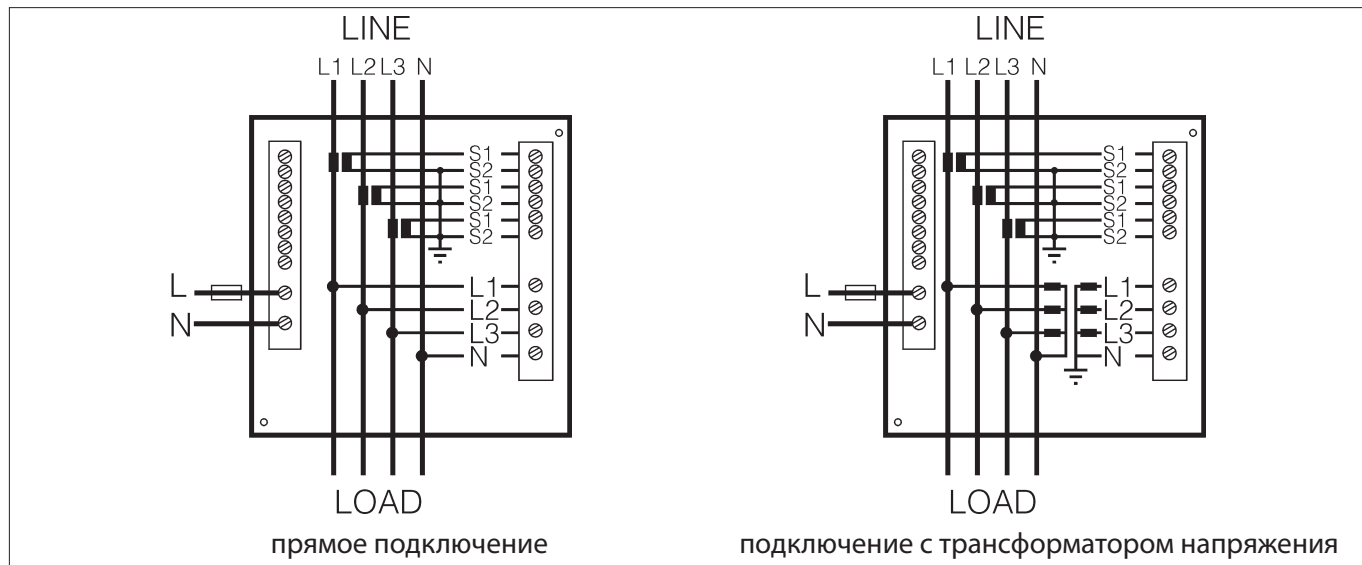 LINE
L1 L2 L3 N
S1
S2
S1
S2
S1
S2
L
N
L1
L2
L3
N
LOAD
прямое подключение
LINE
L1 L2 L3 N
S1
S2
S1
S2
S1
S2
L
N
L1
L2
L3
N
LOAD
подключение с трансформатором напряжения